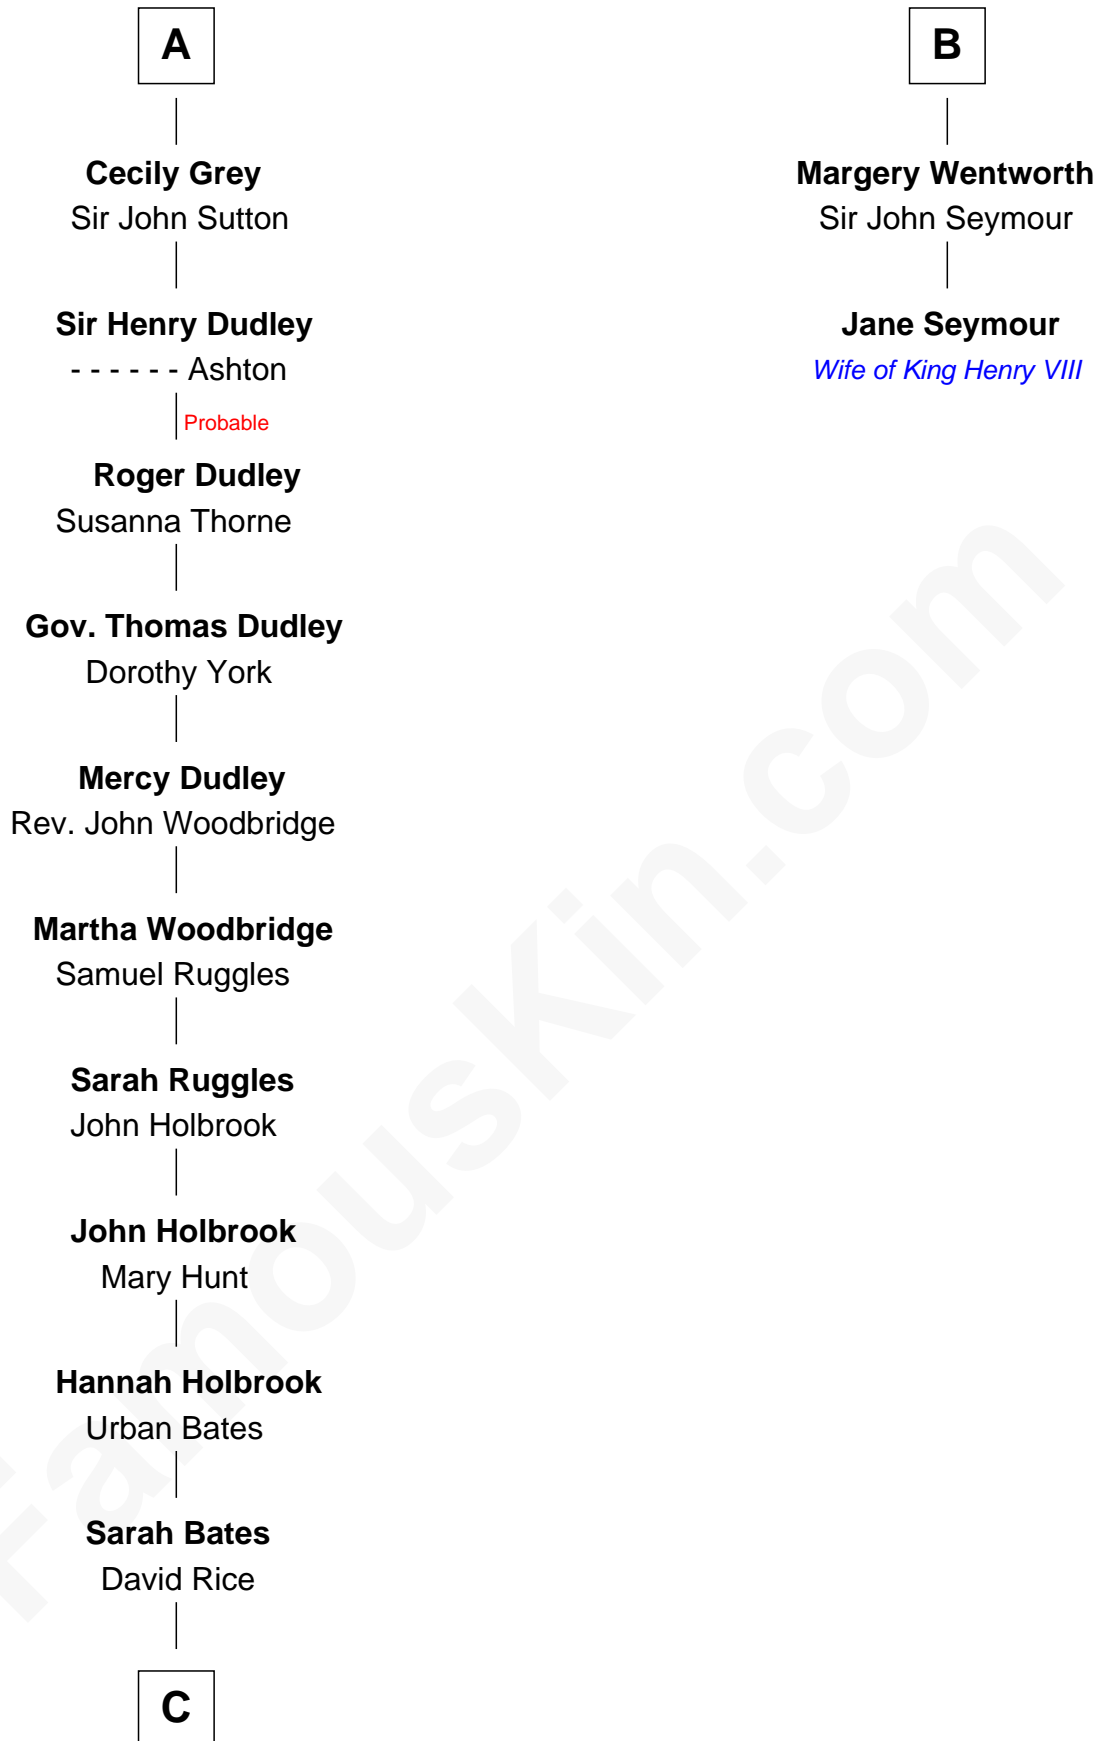 A
Cecily Grey
Sir John Sutton
Sir Henry Dudley
- - - - - - Ashton
Probable
Roger Dudley
Susanna Thorne
Gov. Thomas Dudley
Dorothy York
Mercy Dudley
Rev. John Woodbridge
Martha Woodbridge
Samuel Ruggles
Sarah Ruggles
John Holbrook
John Holbrook
Mary Hunt
Hannah Holbrook
Urban Bates
Sarah Bates
David Rice
C
B
Margery Wentworth
Sir John Seymour
Jane Seymour
Wife of King Henry VIII
FamousKin.com